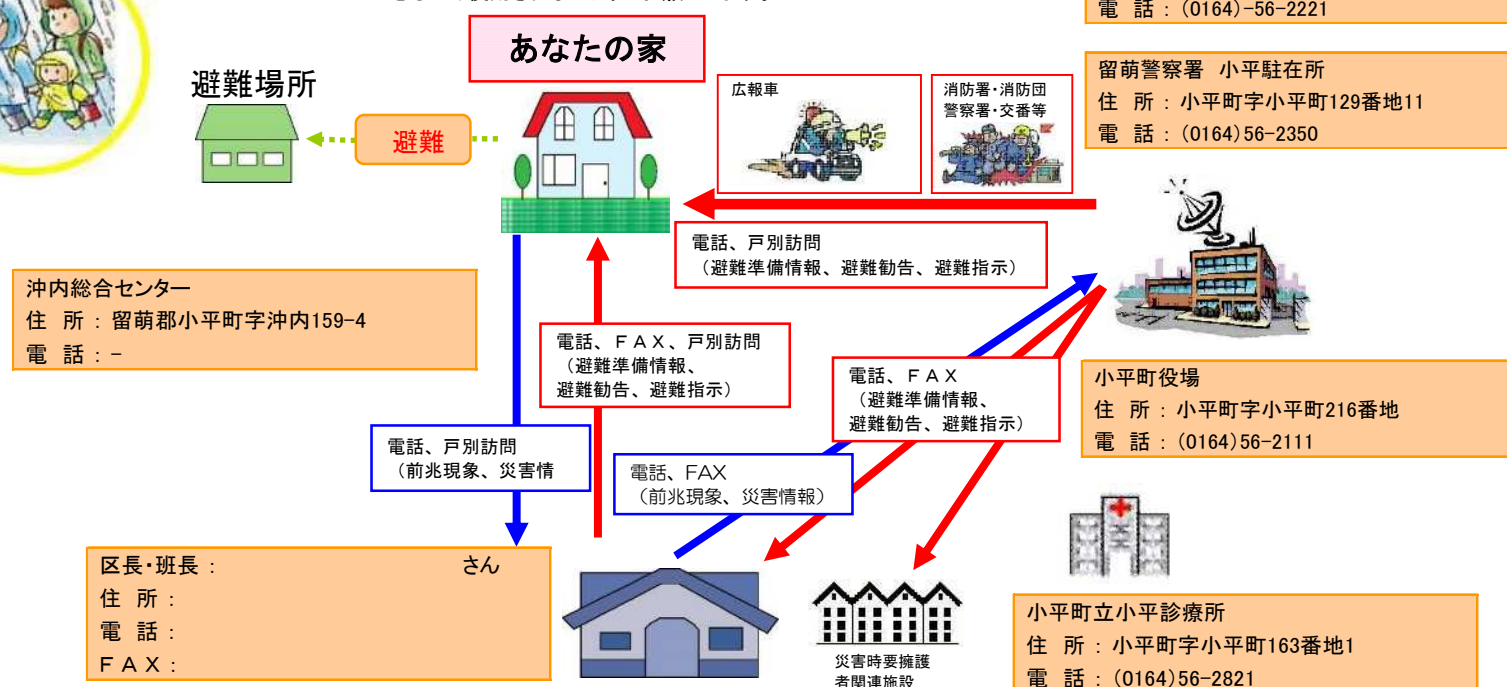 電 話：(0164)-56-2221
あなたの家
避難場所
避難
広報車
消防署・消防団
警察署・交番等
留萌警察署 小平駐在所
住 所：小平町字小平町129番地11
電 話：(0164)56-2350
電話、戸別訪問
（避難準備情報、避難勧告、避難指示）
沖内総合センター
住 所：留萌郡小平町字沖内159-4
電 話：-
電話、ＦＡＸ、戸別訪問
（避難準備情報、
避難勧告、避難指示）
電話、ＦＡＸ
（避難準備情報、
避難勧告、避難指示）
小平町役場
住 所：小平町字小平町216番地
電 話：(0164)56-2111
電話、戸別訪問
（前兆現象、災害情
電話、FAX
（前兆現象、災害情報）
区長・班長： さん
住 所：
電 話：
ＦＡＸ：
災害時要擁護
者関連施設
小平町立小平診療所
住 所：小平町字小平町163番地1
電 話：(0164)56-2821